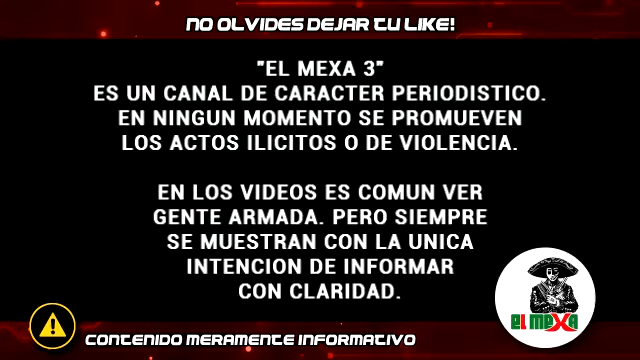 NO OLVIDES DEJAR TU LIKE!
"EL MEXA 3"
ES UN CANAL DE CARACTER PERIODISTICO.
EN NINGUN MOMENTO SE PROMUEVEN
LOS ACTOS ILICITOS O DE VIOLENCIA.
EN LOS VIDEOS ES COMUN VER
GENTE ARMADA. PERO SIEMPRE
SE MUESTRAN CON LA UNICA
INTENCION DE INFORMAR
CON CLARIDAD.
EL MEXA
CONTENIDO MERAMENTE INFORMATIVO